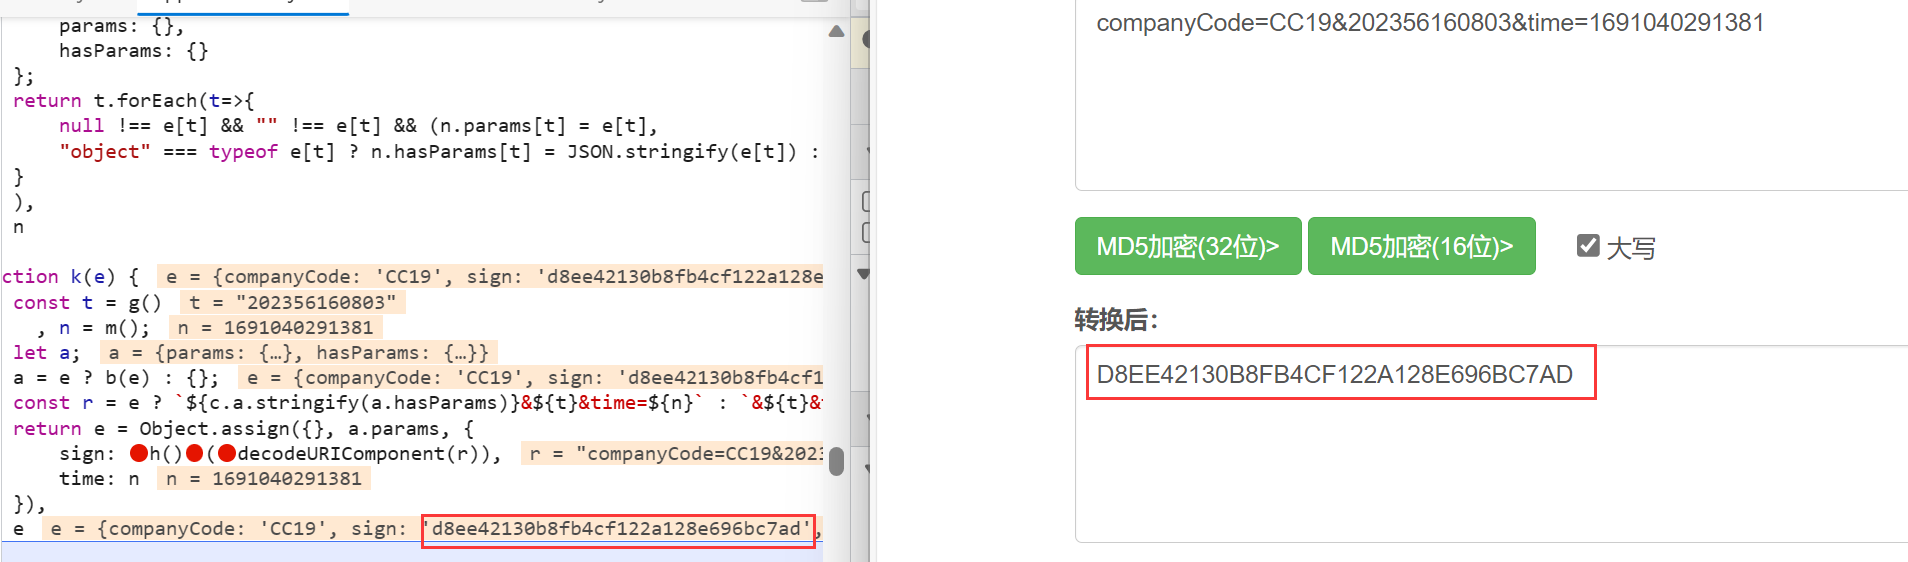 params: {},
hasParams: {}
};
return t.forEach(t=>{
null !== e[t] && "" !== e[t] && (n.params[t] = e[t],
"object" === typeof e[t] ? n.hasParams[t] = JSON.stringify(e[t]) :
}
),
n
ction k(e) { e = {companyCode: 'CC19', sign: 'd8ee42130b8fb4cf122a128e
const t = g() t = "202356160803"
, n = m(); n = 1691040291381
let a; a = {params: {…}, hasParams: {…}}
a = e ? b(e) : {}; e = {companyCode: 'CC19', sign: 'd8ee42130b8fb4cf1
const r = e ? `${c.a.stringify(a.hasParams)}&${t}&time=${n}` : `&${t}&
return e = Object.assign({}, a.params, {
sign: h()(decodeURIComponent(r)), r = "companyCode=CC19&2023
time: n n = 1691040291381
}),
e e = {companyCode: 'CC19', sign: 'd8ee42130b8fb4cf122a128e696bc7ad',
companyCode=CC19&202356160803&time=1691040291381
MD5加密(32位)> MD5加密(16位)> 大写
转换后:
D8EE42130B8FB4CF122A128E696BC7AD